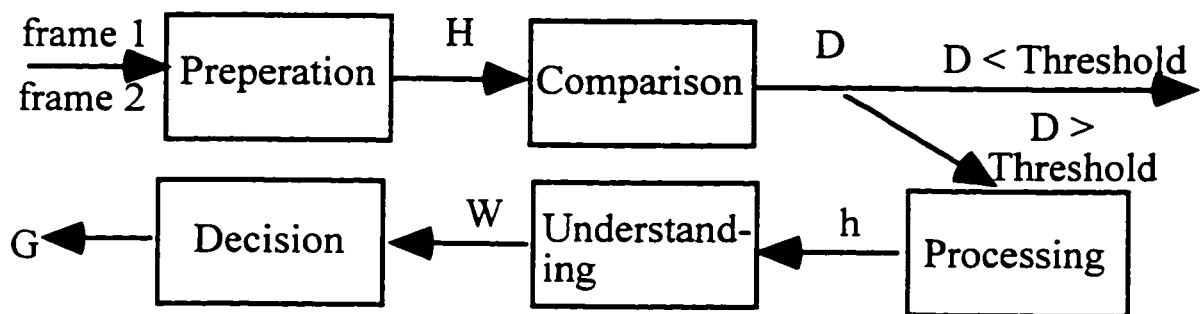 frame 1
frame 2
Preperation
H
Comparison
D
D < Threshold
D >
Threshold
Processing
h
Understand-
ing
W
Decision
G